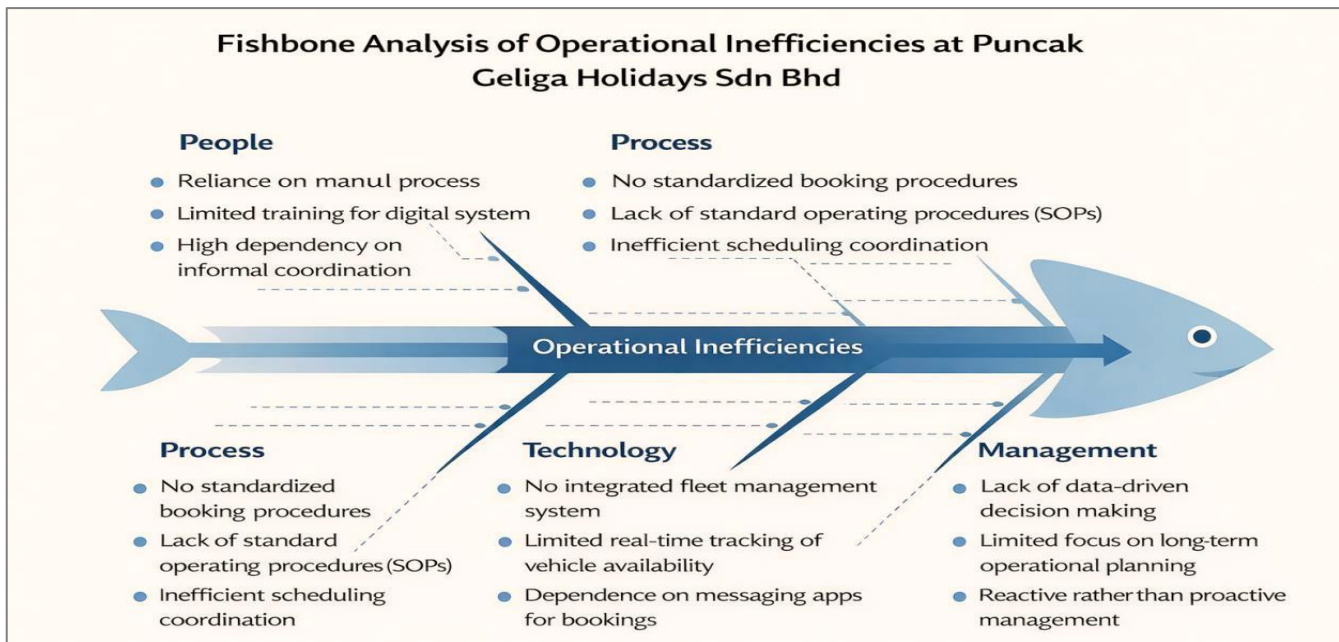 Fishbone Analysis of Operational Inefficiencies at Puncak
Geliga Holidays Sdn Bhd
People
Reliance on manul process
Limited training for digital system
High dependency on
informal coordination
Process
No standardized booking procedures
Lack of standard operating procedures (SOPs)
Inefficient scheduling coordination
Operational Inefficiencies
Process
No standardized
booking procedures
Lack of standard
operating procedures (SOPs)
Inefficient scheduling
coordination
Technology
No integrated fleet management
system
Limited real-time tracking of
vehicle availability
Dependence on messaging apps
for bookings
Management
Lack of data-driven
decision making
Limited focus on long-term
operational planning
Reactive rather than proactive
management